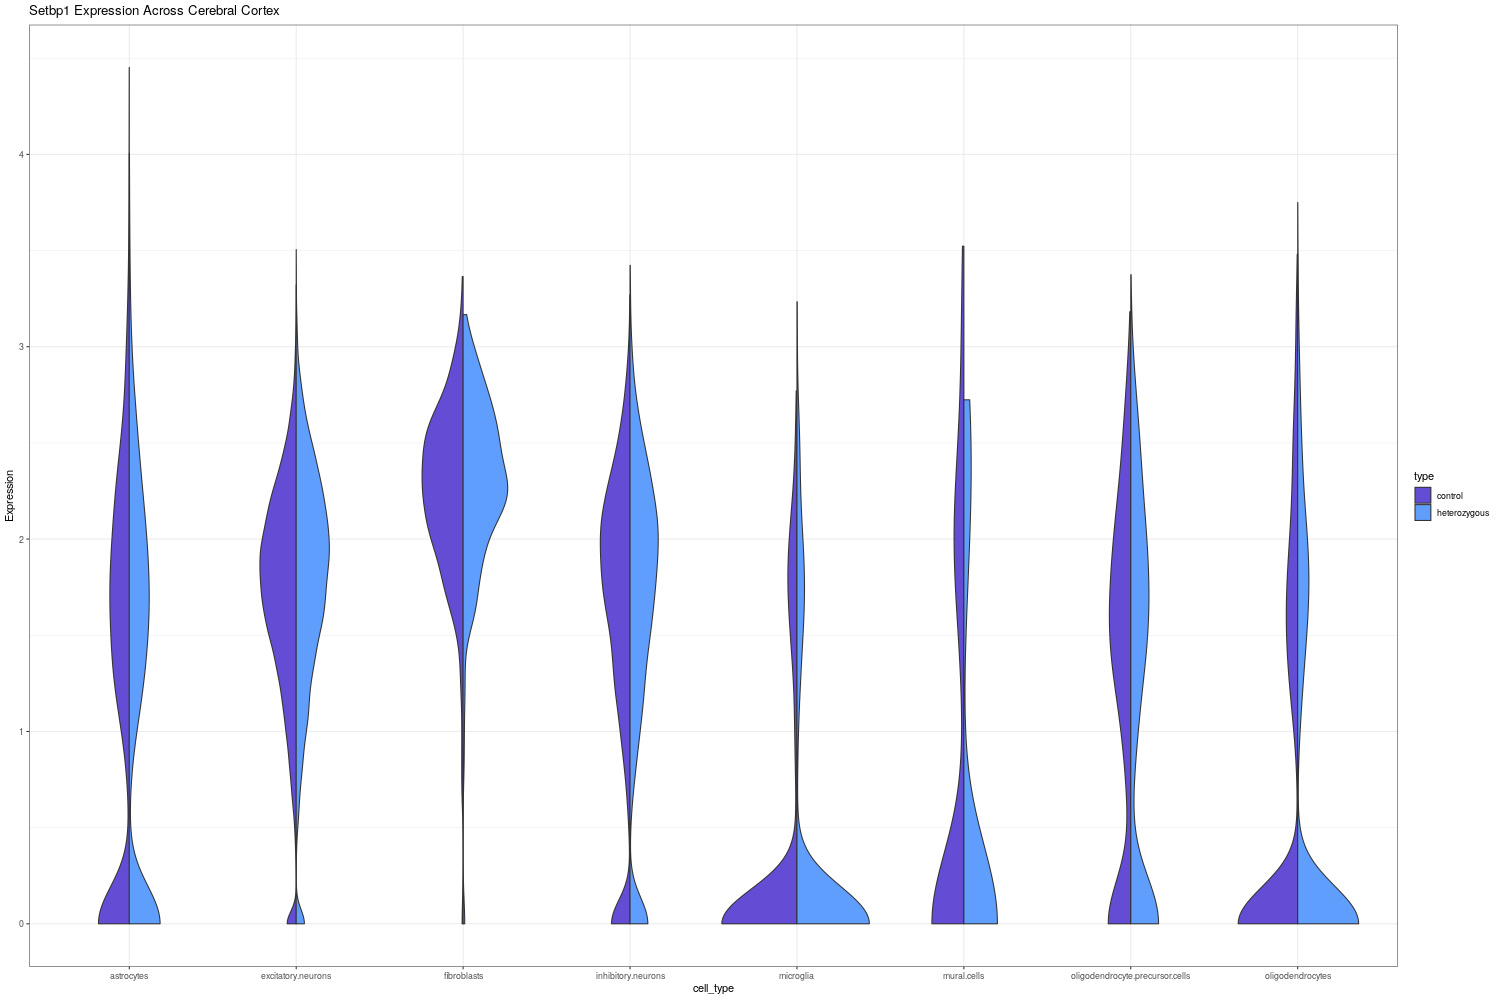 Setbp1 Expression Across Cerebral Cortex
4
3
2
1
0
Expression
astrocytes
excitatory.neurons
fibroblasts
inhibitory.neurons
microglia
mural.cells
oligodendrocyte.precursor.cells
oligodendrocytes
cell_type
type
control
heterozygous